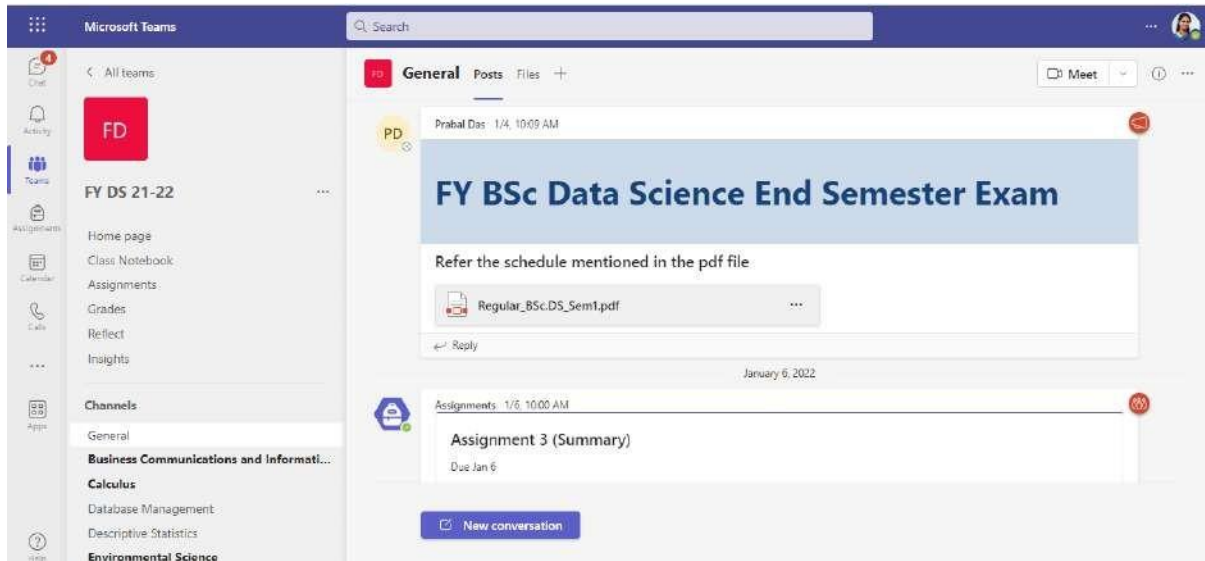 Microsoft Teams
Search
4
Chat
Activity
Teams
Assignments
Calendar
Calls
Apps
All teams
FD
FY DS 21-22
Home page
Class Notebook
Assignments
Grades
Reflect
Insights
Channels
General
Business Communications and Informati...
Calculus
Database Management
Descriptive Statistics
Environmental Science
FD General Posts Files
Meet
PD
Prabal Das 1/4, 10:09 AM
FY BSc Data Science End Semester Exam
Refer the schedule mentioned in the pdf file
Regular_BSc.DS_Sem1.pdf
Reply
January 6, 2022
Assignments 1/6, 10:00 AM
Assignment 3 (Summary)
Due Jan 6
New conversation